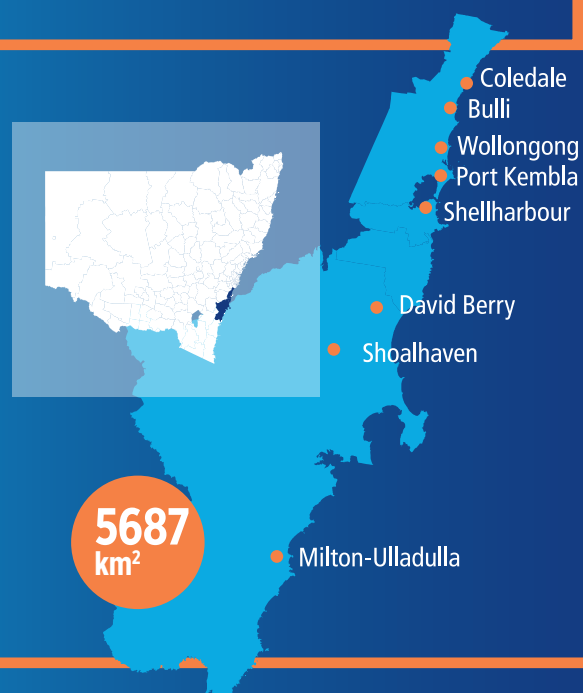 Coledale
Bulli
Wollongong
Port Kembla
Shellharbour
David Berry
Shoalhaven
5687
km²
Milton-Ulladulla